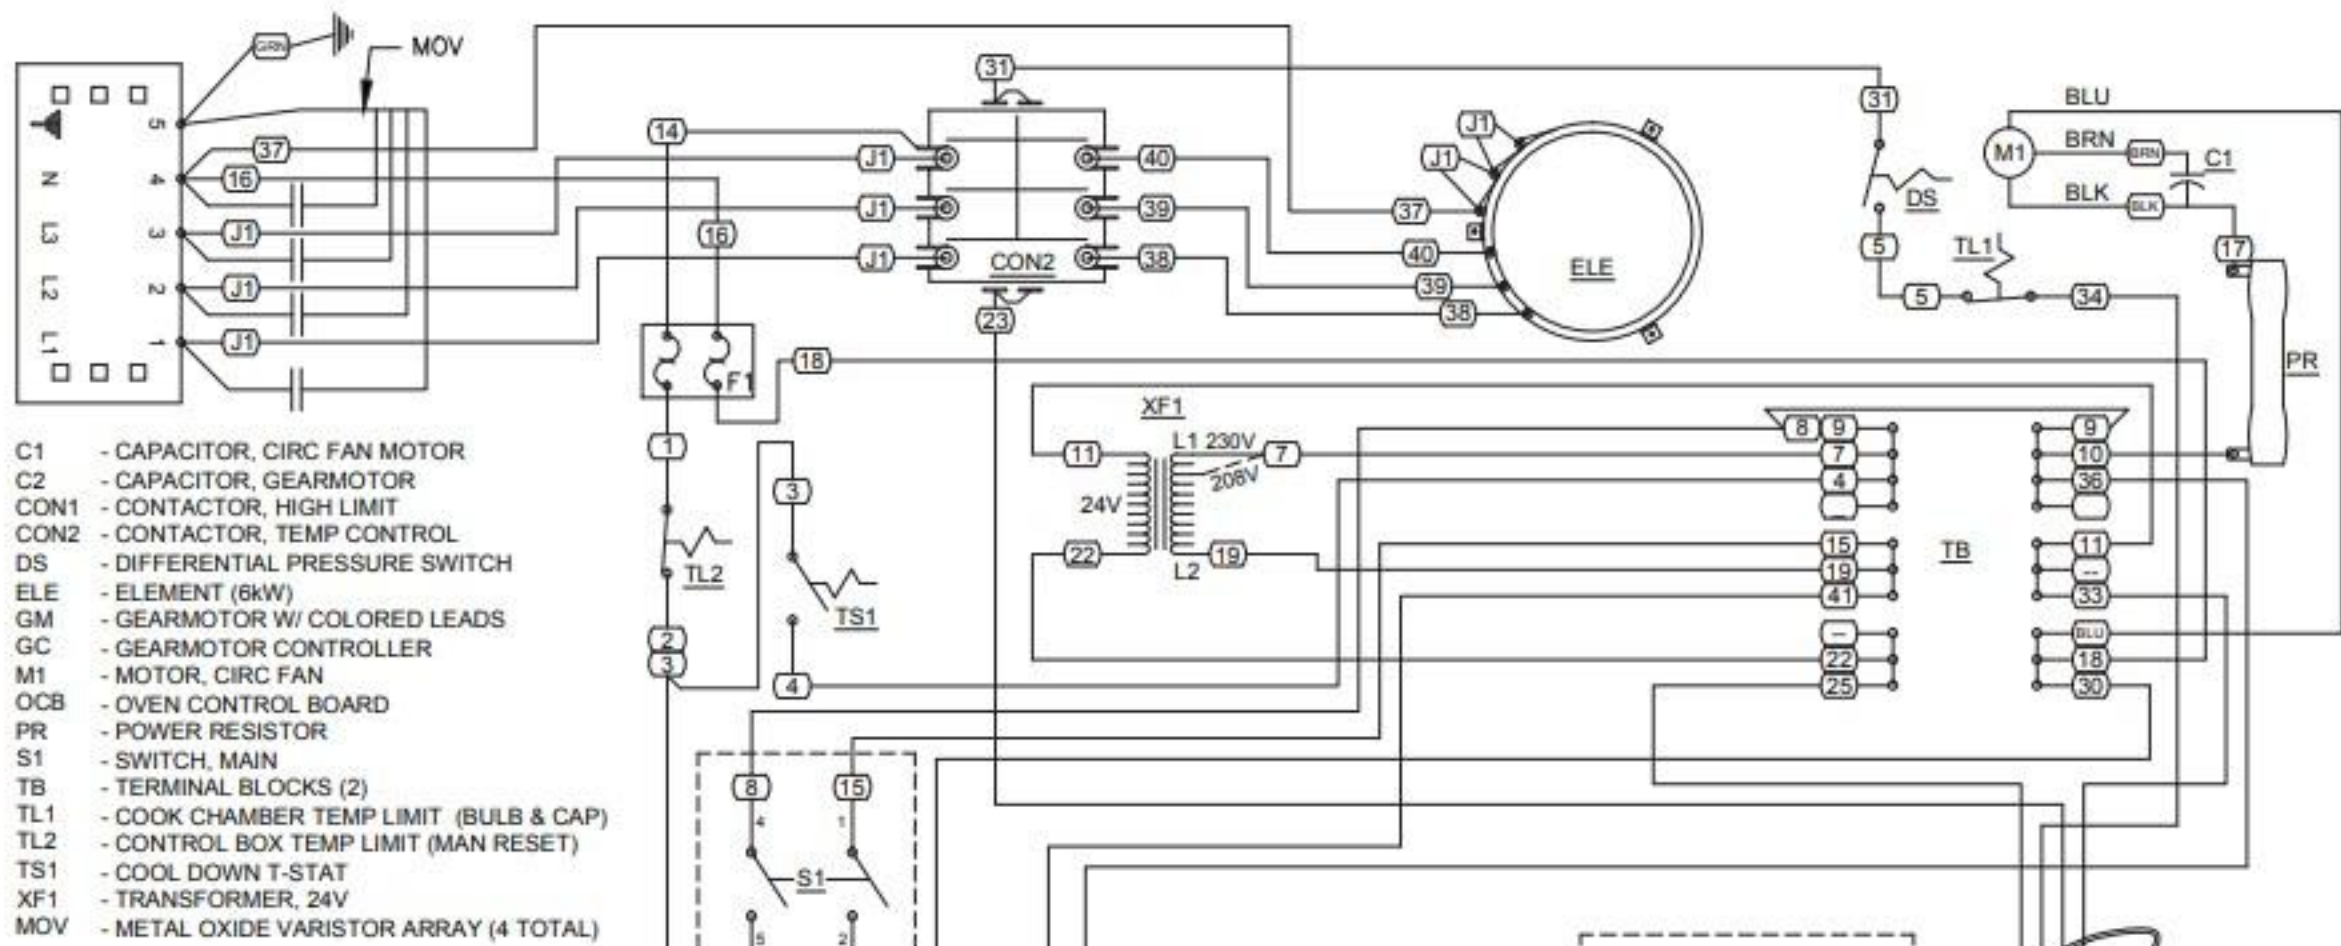 GRN
MOV
5
N
4
L3
3
L2
2
L1
1
37
16
J1
J1
J1
14
16
J1
J1
J1
31
CON2
23
40
39
38
F1
18
J1
J1
37
40
39
38
ELE
31
DS
5
TL1
5
34
M1
BLU
BRN
BRN
C1
BLK
BLK
17
PR
C1 - CAPACITOR, CIRC FAN MOTOR
C2 - CAPACITOR, GEARMOTOR
CON1 - CONTACTOR, HIGH LIMIT
CON2 - CONTACTOR, TEMP CONTROL
DS - DIFFERENTIAL PRESSURE SWITCH
ELE - ELEMENT (6kW)
GM - GEARMOTOR W/ COLORED LEADS
GC - GEARMOTOR CONTROLLER
M1 - MOTOR, CIRC FAN
OCB - OVEN CONTROL BOARD
PR - POWER RESISTOR
S1 - SWITCH, MAIN
TB - TERMINAL BLOCKS (2)
TL1 - COOK CHAMBER TEMP LIMIT (BULB & CAP)
TL2 - CONTROL BOX TEMP LIMIT (MAN RESET)
TS1 - COOL DOWN T-STAT
XF1 - TRANSFORMER, 24V
MOV - METAL OXIDE VARISTOR ARRAY (4 TOTAL)
1
TL2
2
3
3
TS1
4
XF1
11
L1 230V
7
208V
24V
22
L2
19
8 9
7
4
15
19
41
--
22
25
TB
9
10
36
11
--
33
BLU
18
30
8
15
4
1
S1
5
2